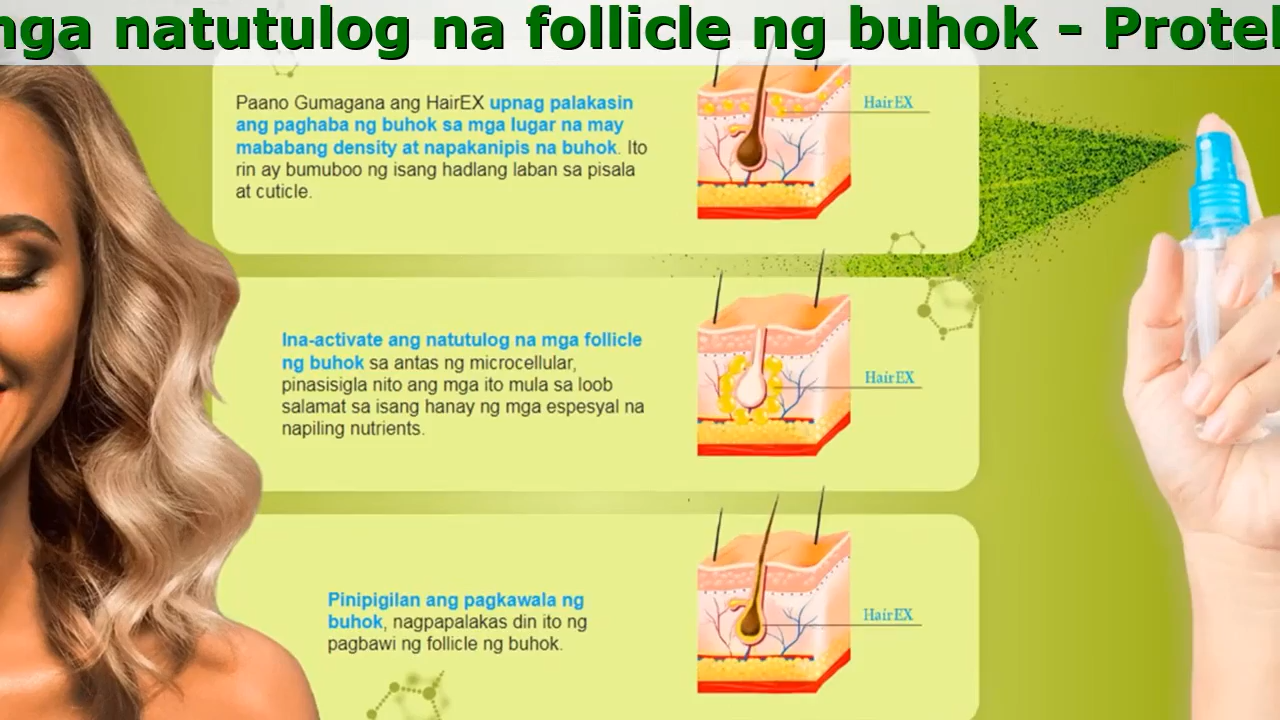 natutulog na follicle ng buhok -
Paano Gumagana ang HairEX upnag palakasin
ang paghaba ng buhok sa mga lugar na may
mababang density at napakanipis na buhok. Ito
rin ay bumuboo ng isang hadlang laban sa pisala
at cuticle.
HairEX
Ina-activate ang natutulog na mga follicle
ng buhok sa antas ng microcellular,
pinasisigla nito ang mga ito mula sa loob
salamat sa isang hanay ng mga espesyal na
napiling nutrients.
HairEX
Pinipigilan ang pagkawala ng
buhok, nagpapalakas din ito ng
pagbawi ng follicle ng buhok.
HairEX